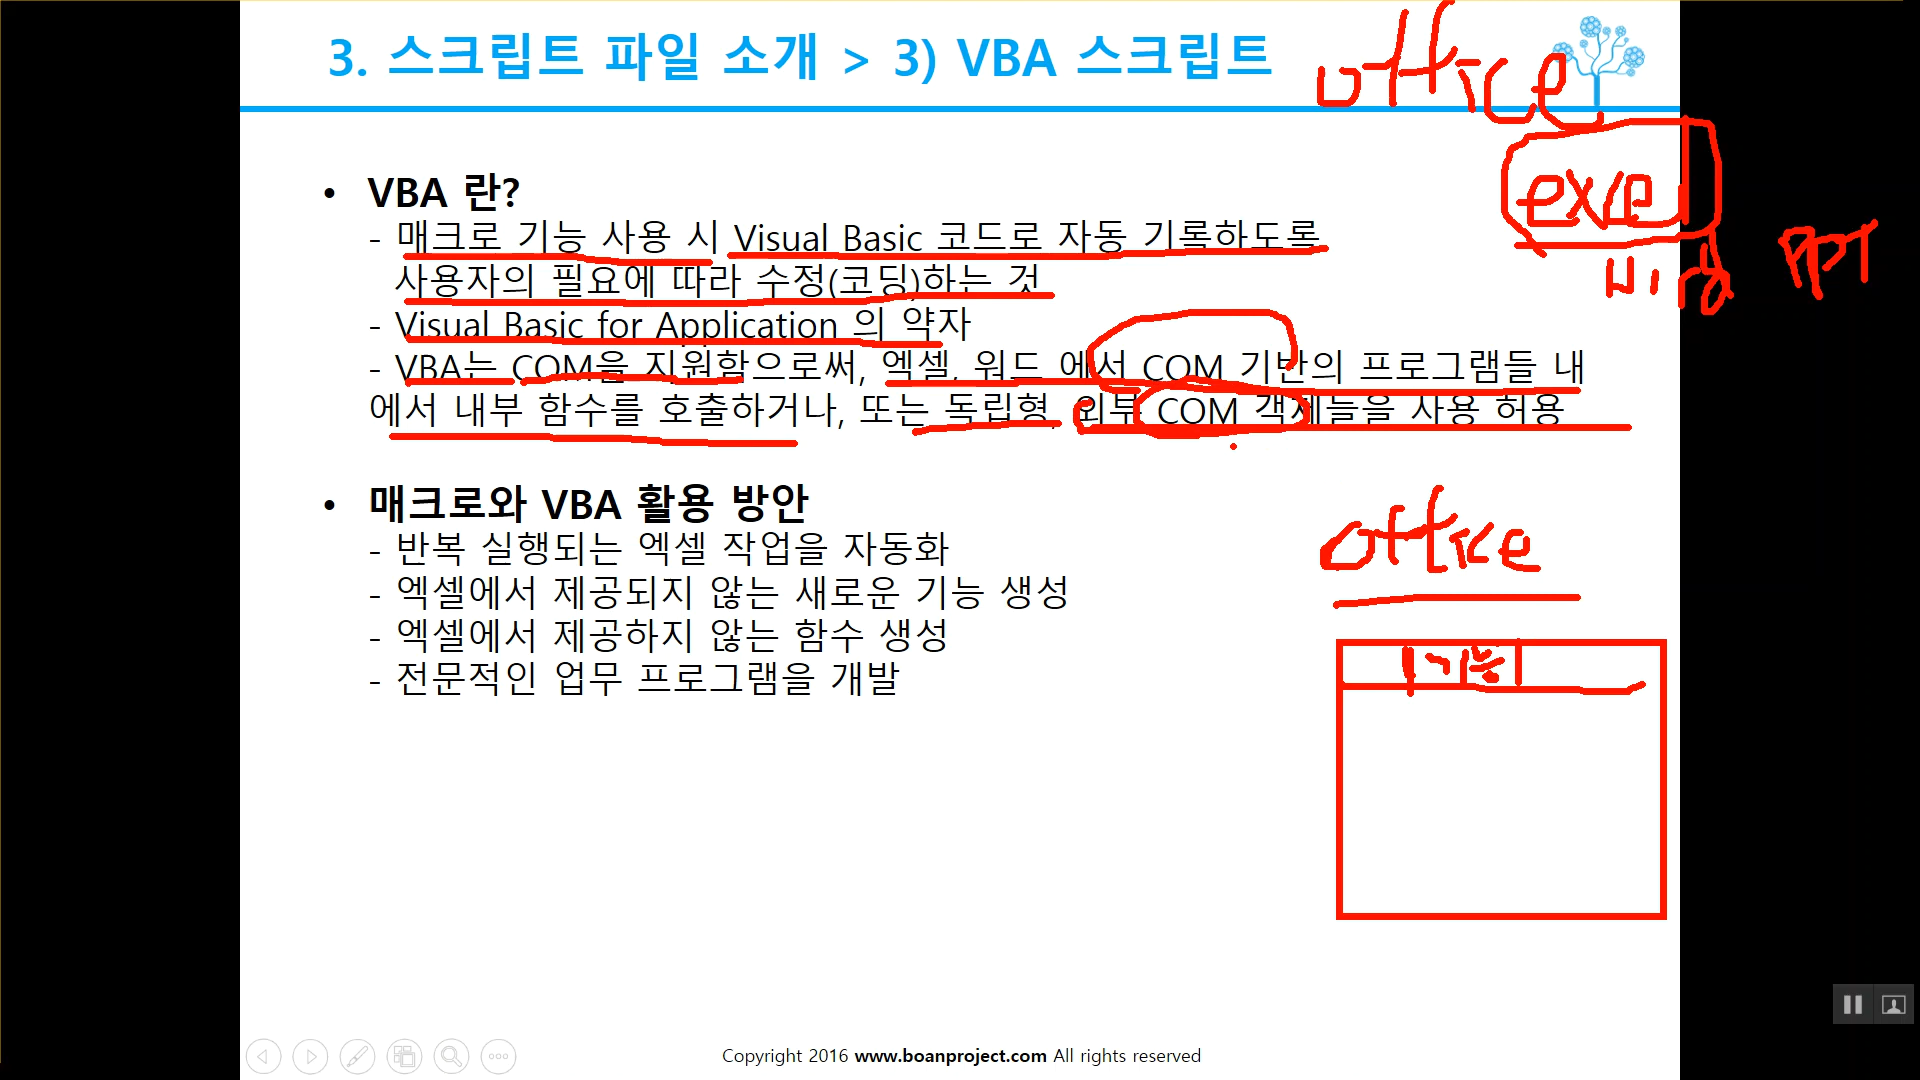 3. 스크립트 파일 소개 > 3) VBA 스크립트
office
exel
word
PPT
• VBA 란?
- 매크로 기능 사용 시 Visual Basic 코드로 자동 기록하도록
사용자의 필요에 따라 수정(코딩)하는 것
- Visual Basic for Application 의 약자
- VBA는 COM을 지원함으로써, 엑셀, 워드 에서 COM 기반의 프로그램들 내
에서 내부 함수를 호출하거나, 또는 독립형, 외부 COM 객체들을 사용 허용
• 매크로와 VBA 활용 방안
- 반복 실행되는 엑셀 작업을 자동화
- 엑셀에서 제공되지 않는 새로운 기능 생성
- 엑셀에서 제공하지 않는 함수 생성
- 전문적인 업무 프로그램을 개발
office
기능
Copyright 2016 www.boanproject.com All rights reserved